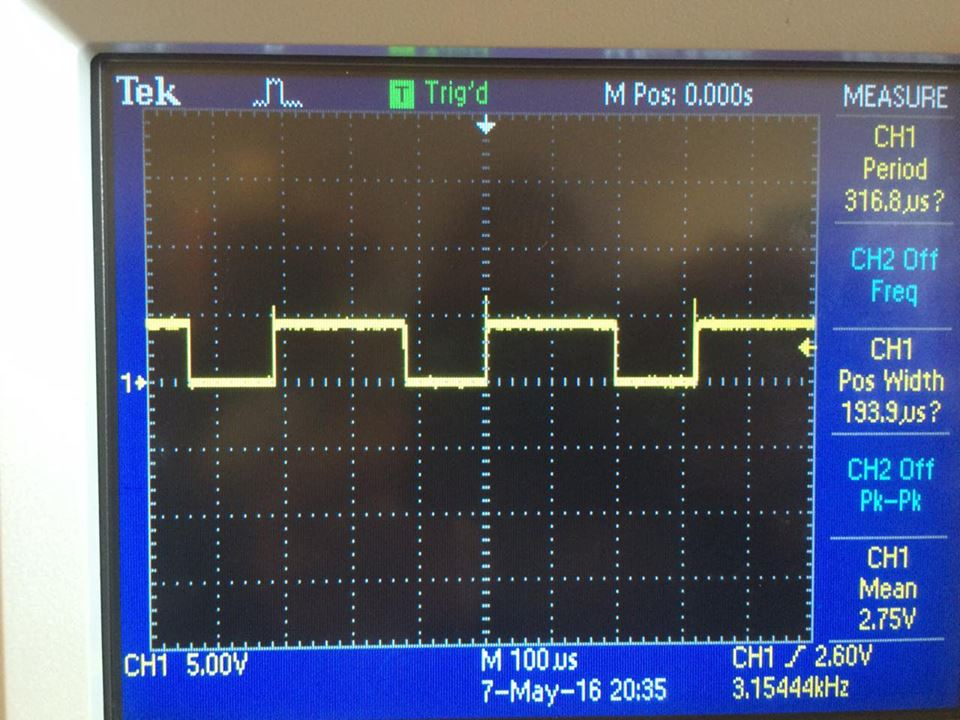 Tek
T Trig'd
M Pos: 0.000s
MEASURE
CH1
Period
316.8µs?
CH2 Off
Freq
CH1
Pos Width
193.9µs?
CH2 Off
Pk-Pk
CH1
Mean
2.75V
1
CH1 5.00V
M 100µs
CH1 2.60V
7-May-16 20:35
3.15444kHz